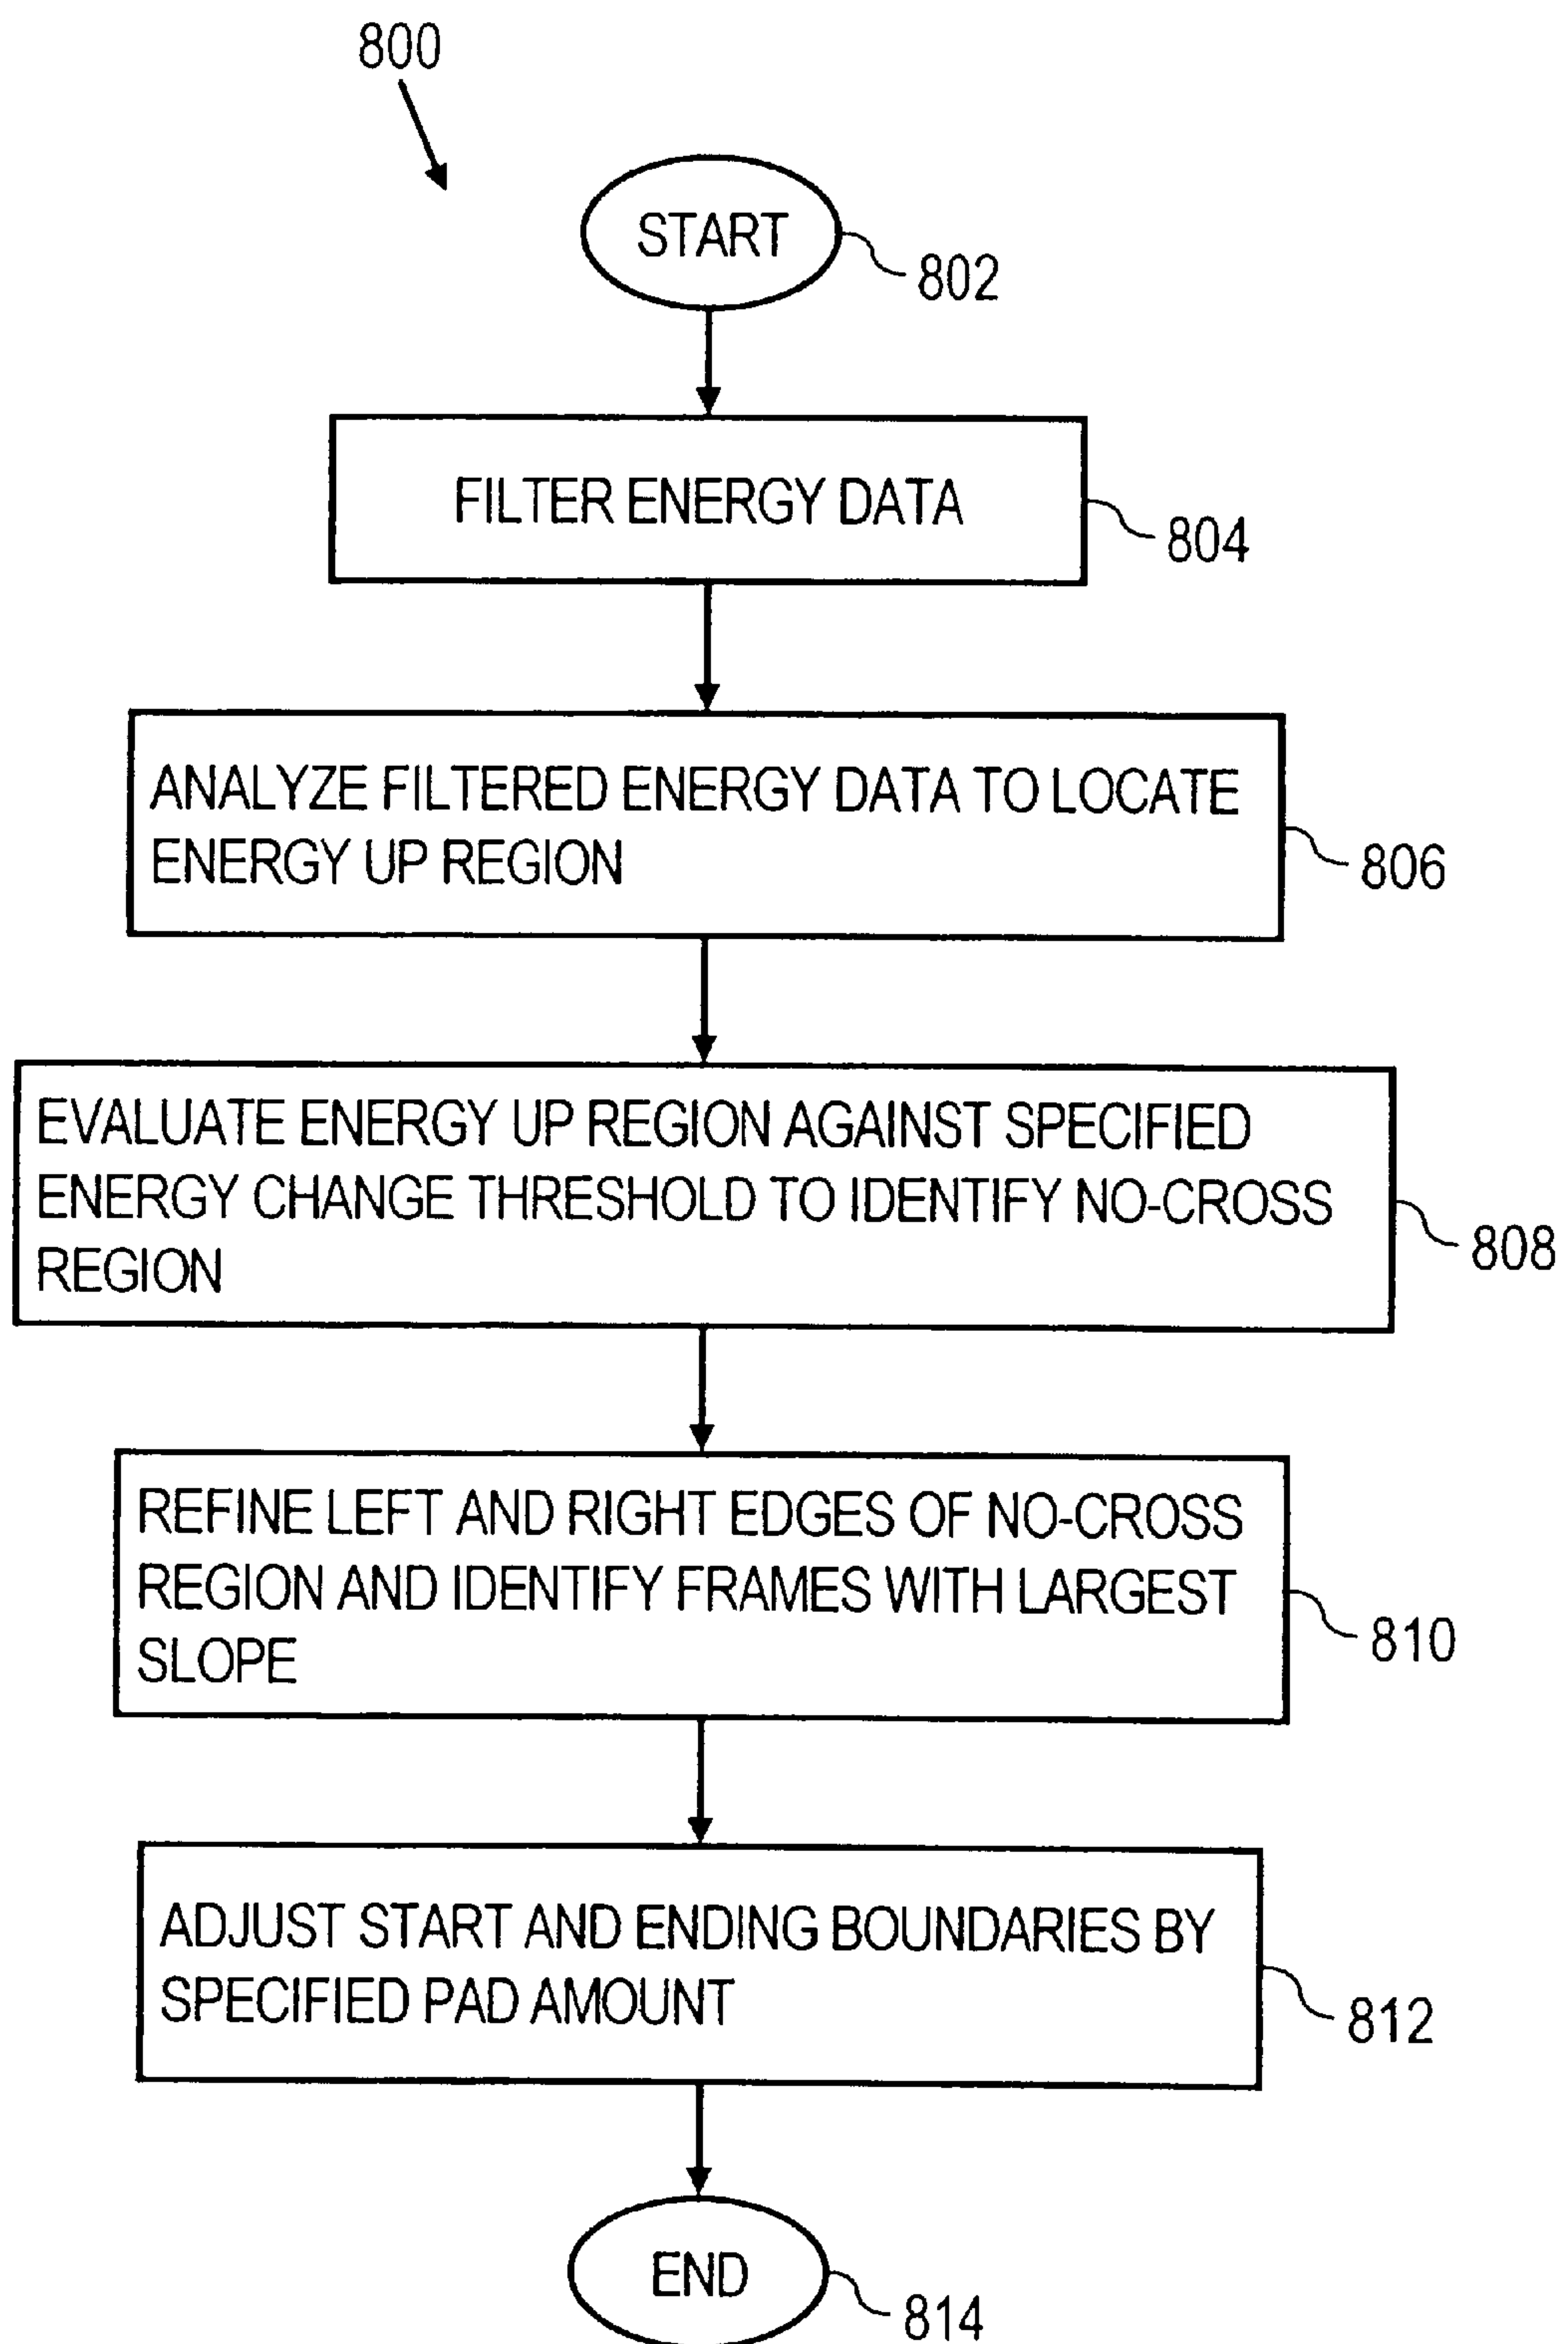 800
START
802
FILTER ENERGY DATA
804
ANALYZE FILTERED ENERGY DATA TO LOCATE
ENERGY UP REGION
806
EVALUATE ENERGY UP REGION AGAINST SPECIFIED
ENERGY CHANGE THRESHOLD TO IDENTIFY NO-CROSS
REGION
808
REFINE LEFT AND RIGHT EDGES OF NO-CROSS
REGION AND IDENTIFY FRAMES WITH LARGEST
SLOPE
810
ADJUST START AND ENDING BOUNDARIES BY
SPECIFIED PAD AMOUNT
812
END
814